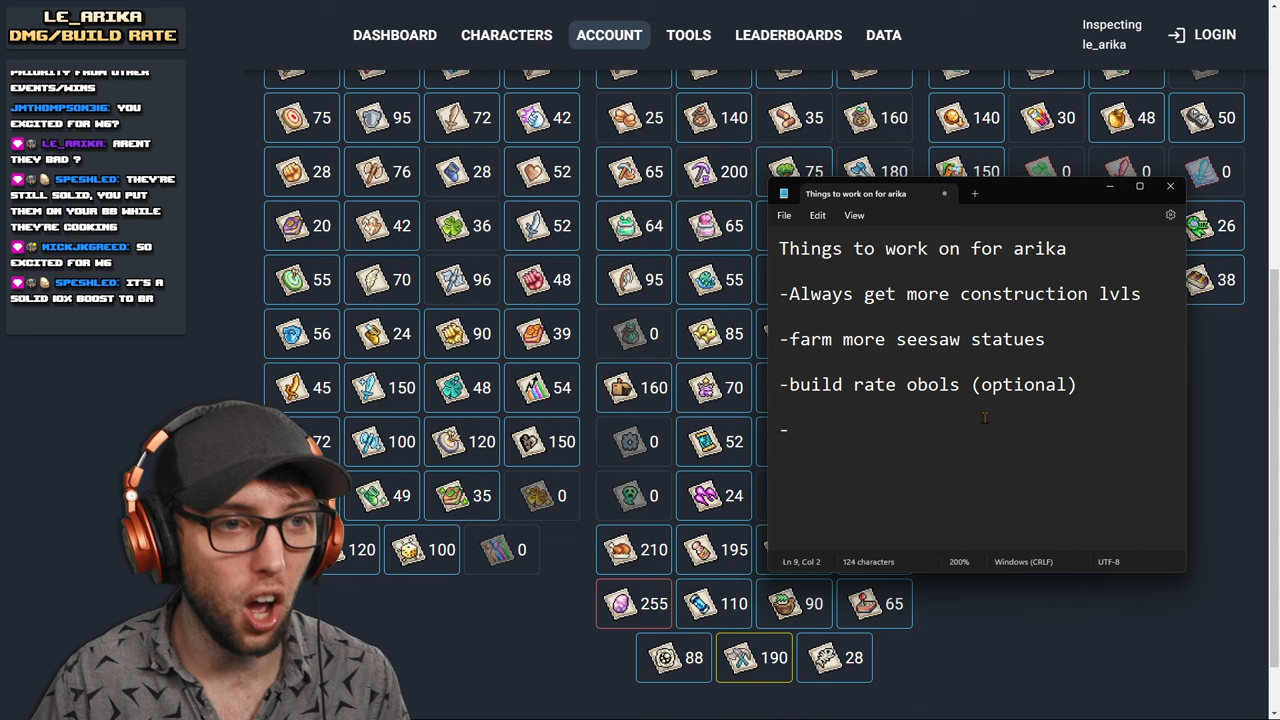 LE_ARIKA
DMG/BUILD RATE
PRIORITY FROM OTHER
EVENTS/WINS
JMTHOMPSON316: YOU
EXCITED FOR W6?
LE_ARIKA: ARENT
THEY BAD ?
SPESHLED: THEY'RE
STILL SOLID, YOU PUT
THEM ON YOUR BB WHILE
THEY'RE COOKING
NICKJKGREED: SO
EXCITED FOR W6
SPESHLED: IT'S A
SOLID 10% BOOST TO BR
DASHBOARD CHARACTERS ACCOUNT TOOLS LEADERBOARDS DATA
Inspecting
le_arika
LOGIN
75 95 72 42 25 140 35 160 140 30 48 50
28 76 28 52 65 200 75 180 150 0 0 0
20 42 36 52 64 65 26
55 70 96 48 95 55 38
56 24 90 39 0 85
45 150 48 54 160 70
72 100 120 150 0 52
49 35 0 0 24
120 100 0 210 195
255 110 90 65
88 190 28
Things to work on for arika
File Edit View
Things to work on for arika
-Always get more construction lvls
-farm more seesaw statues
-build rate obols (optional)
-
Ln 9, Col 2 124 characters 200% Windows (CRLF) UTF-8